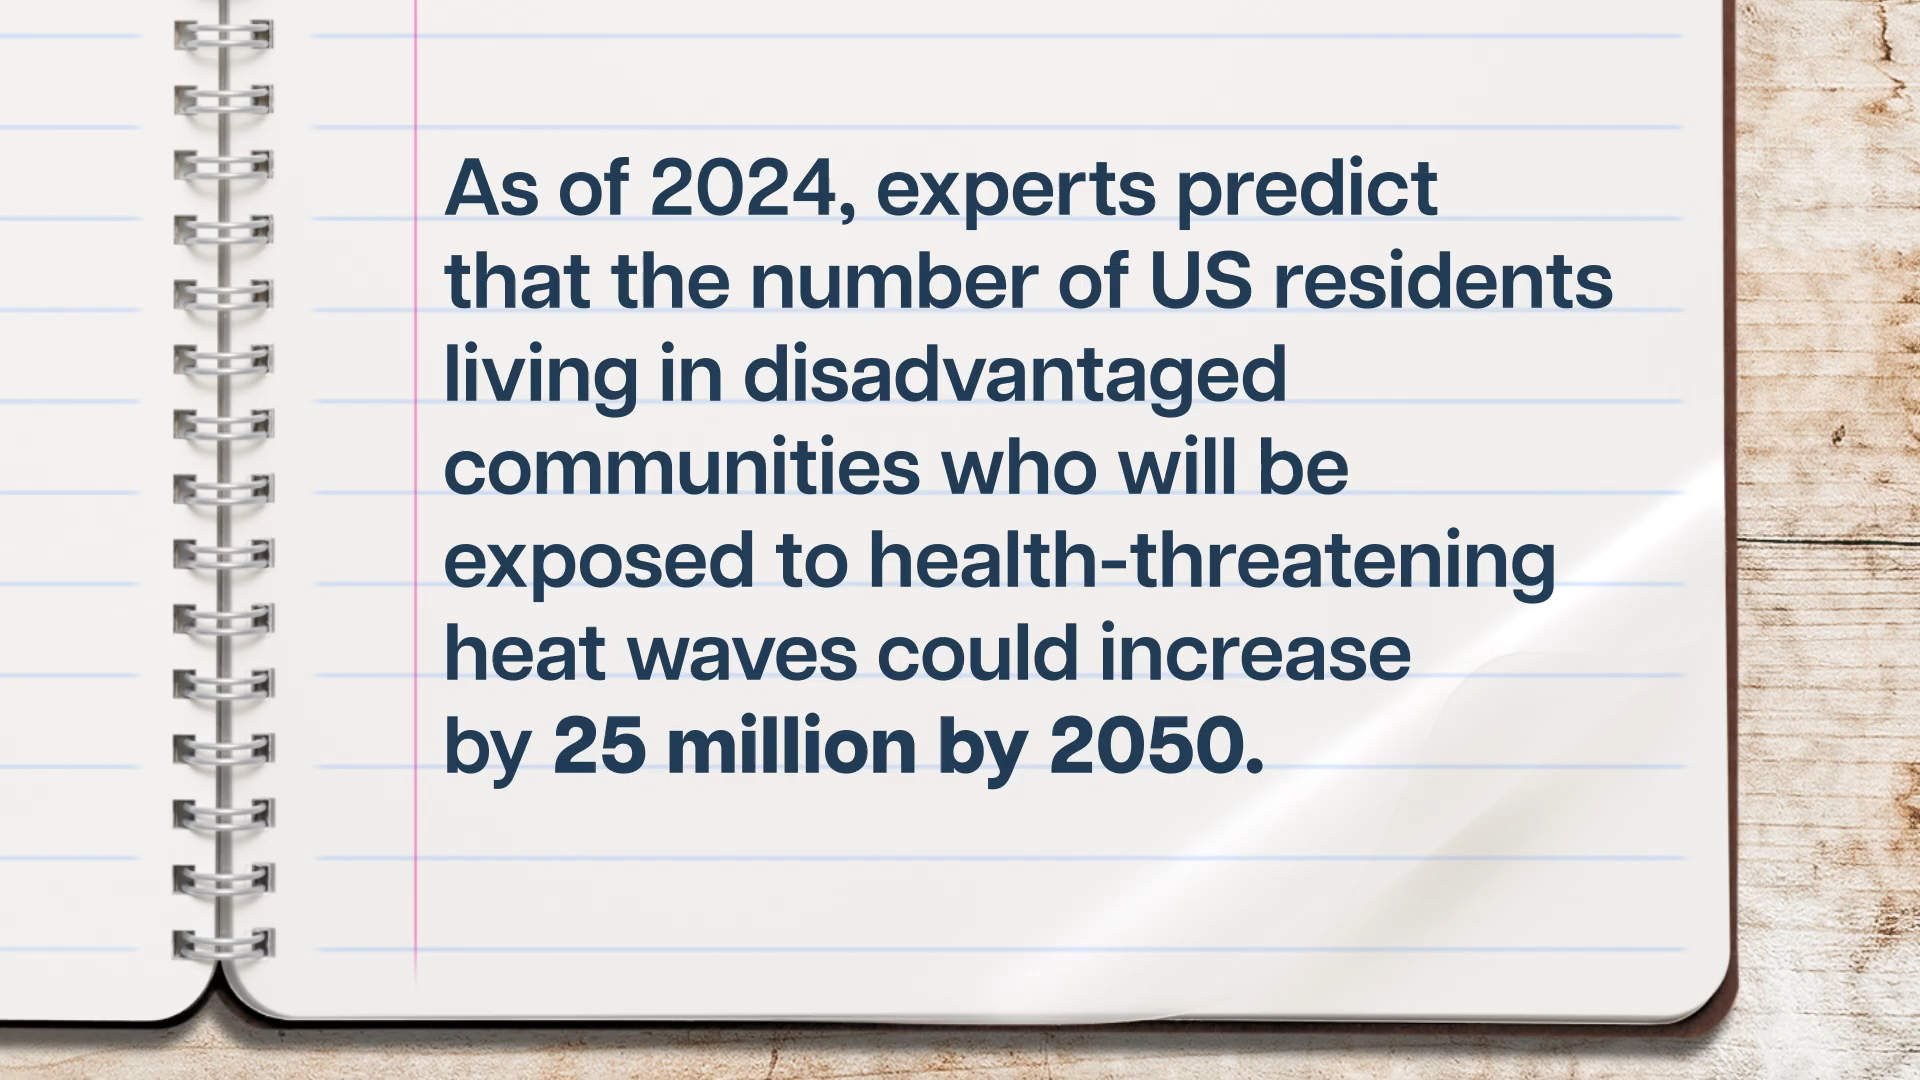 As of 2024, experts predict
that the number of US residents
living in disadvantaged
communities who will be
exposed to health-threatening
heat waves could increase
by 25 million by 2050.